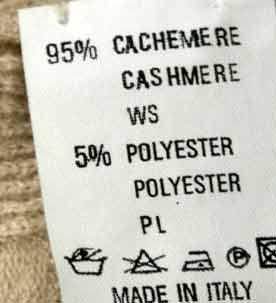 95% CACHEMERE
CASHMERE
WS
5% POLYESTER
POLYESTER
PL
P
MADE IN ITALY